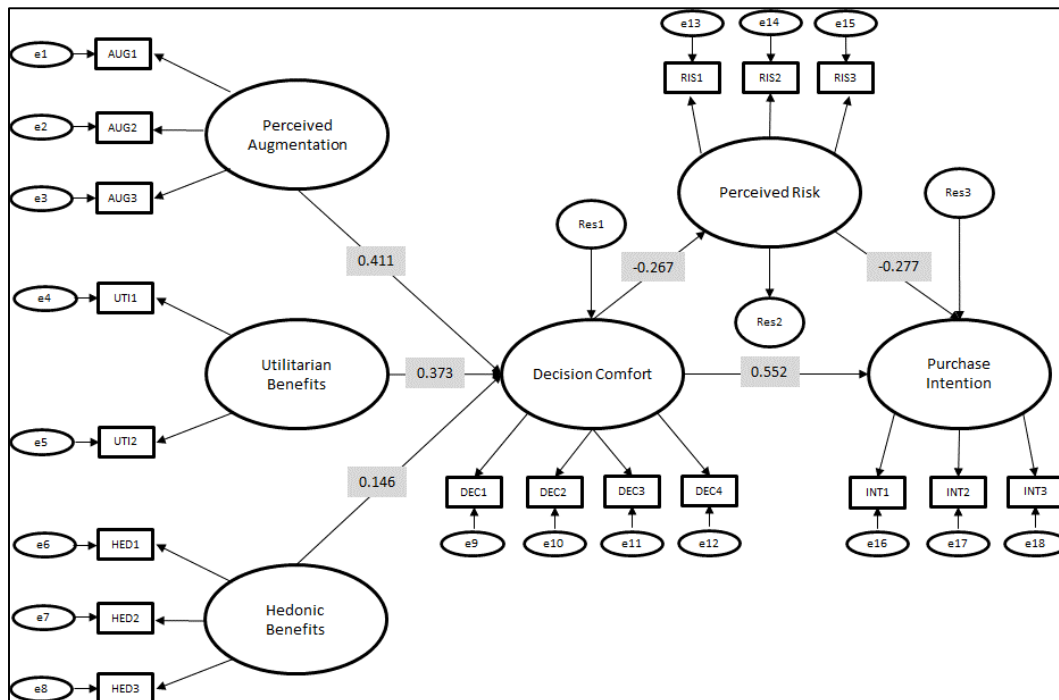 e1
AUG1
e2
AUG2
e3
AUG3
Perceived
Augmentation
e13
e14
e15
RIS1
RIS2
RIS3
Perceived Risk
Res1
Res3
0.411
-0.267
-0.277
Res2
e4
UTI1
Utilitarian
Benefits
e5
UTI2
0.373
Decision Comfort
0.552
Purchase
Intention
0.146
DEC1
DEC2
DEC3
DEC4
e9
e10
e11
e12
INT1
INT2
INT3
e16
e17
e18
e6
HED1
e7
HED2
e8
HED3
Hedonic
Benefits